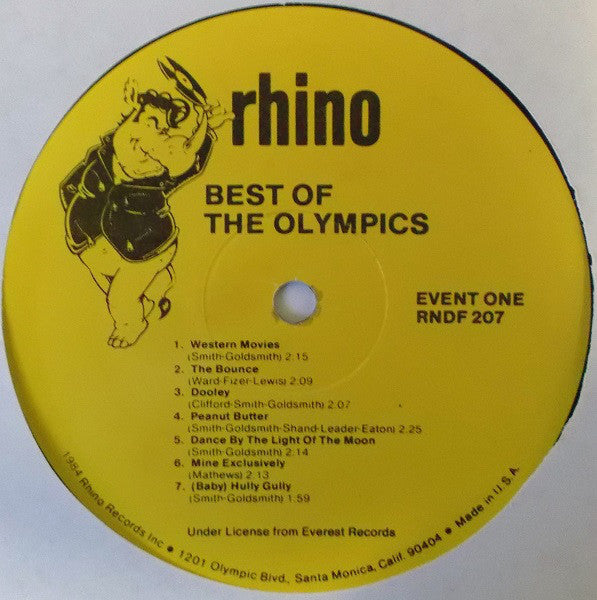 rhino
BEST OF
THE OLYMPICS
EVENT ONE
RNDF 207
1. Western Movies
(Smith-Goldsmith) 2:15
2. The Bounce
(Ward-Fizer-Lewis) 2:09
3. Dooley
(Clifford-Smith-Goldsmith) 2:07
4. Peanut Butter
(Smith-Goldsmith-Shand-Leader-Eaton) 2:25
5. Dance By The Light Of The Moon
(Smith-Goldsmith) 2:14
6. Mine Exclusively
(Mathews) 2:13
7. (Baby) Hully Gully
(Smith-Goldsmith) 1:59
Under License from Everest Records
1984 Rhino Records Inc • 1201 Olympic Blvd., Santa Monica, Calif. 90404 • Made in U.S.A.